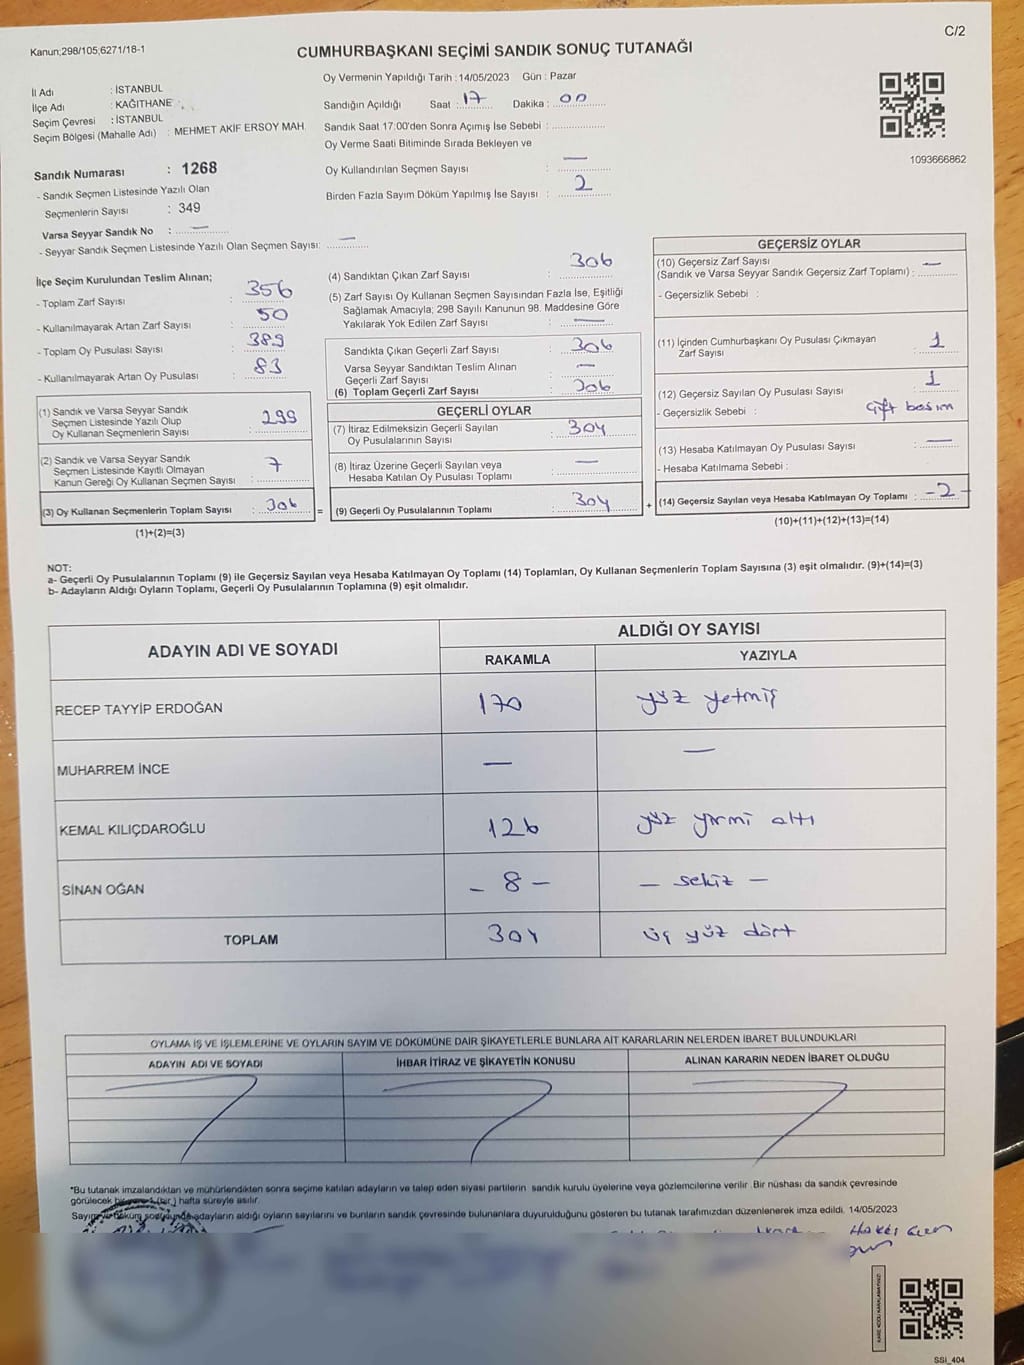 C/2
Kanun;298/105;6271/18-1
CUMHURBAŞKANI SEÇİMİ SANDIK SONUÇ TUTANAĞI
İl Adı : İSTANBUL
İlçe Adı : KAĞITHANE
Seçim Çevresi : İSTANBUL
Seçim Bölgesi (Mahalle Adı) : MEHMET AKİF ERSOY MAH.
Sandık Numarası : 1268
- Sandık Seçmen Listesinde Yazılı Olan
Seçmenlerin Sayısı : 349
Varsa Seyyar Sandık No : —
- Seyyar Sandık Seçmen Listesinde Yazılı Olan Seçmen Sayısı: —
Oy Vermenin Yapıldığı Tarih : 14/05/2023 Gün : Pazar
Sandığın Açıldığı Saat : 17 Dakika : 00
Sandık Saat 17:00'den Sonra Açımış İse Sebebi :
Oy Verme Saati Bitiminde Sırada Bekleyen ve
Oy Kullandırılan Seçmen Sayısı : —
Birden Fazla Sayım Döküm Yapılmış İse Sayısı : 2
1093666862
İlçe Seçim Kurulundan Teslim Alınan;
- Toplam Zarf Sayısı : 356
- Kullanılmayarak Artan Zarf Sayısı : 50
- Toplam Oy Pusulası Sayısı : 389
- Kullanılmayarak Artan Oy Pusulası : 83
(1) Sandık ve Varsa Seyyar Sandık
Seçmen Listesinde Yazılı Olup
Oy Kullanan Seçmenlerin Sayısı : 299
(2) Sandık ve Varsa Seyyar Sandık
Seçmen Listesinde Kayıtlı Olmayan
Kanun Gereği Oy Kullanan Seçmen Sayısı : 7
(3) Oy Kullanan Seçmenlerin Toplam Sayısı : 306 =
(1)+(2)=(3)
(4) Sandıktan Çıkan Zarf Sayısı : 306
(5) Zarf Sayısı Oy Kullanan Seçmen Sayısından Fazla İse, Eşitliği
Sağlamak Amacıyla; 298 Sayılı Kanunun 98. Maddesine Göre
Yakılarak Yok Edilen Zarf Sayısı : —
Sandıkta Çıkan Geçerli Zarf Sayısı : 306
Varsa Seyyar Sandıktan Teslim Alınan
Geçerli Zarf Sayısı : —
(6) Toplam Geçerli Zarf Sayısı : 306
GEÇERLİ OYLAR
(7) İtiraz Edilmeksizin Geçerli Sayılan
Oy Pusulalarının Sayısı : 304
(8) İtiraz Üzerine Geçerli Sayılan veya
Hesaba Katılan Oy Pusulası Toplamı : —
(9) Geçerli Oy Pusulalarının Toplamı : 304 +
GEÇERSİZ OYLAR
(10) Geçersiz Zarf Sayısı
(Sandık ve Varsa Seyyar Sandık Geçersiz Zarf Toplamı) : —
- Geçersizlik Sebebi :
(11) İçinden Cumhurbaşkanı Oy Pusulası Çıkmayan
Zarf Sayısı : 1
(12) Geçersiz Sayılan Oy Pusulası Sayısı : 1
- Geçersizlik Sebebi : Çift basım
(13) Hesaba Katılmayan Oy Pusulası Sayısı : —
- Hesaba Katılmama Sebebi :
(14) Geçersiz Sayılan veya Hesaba Katılmayan Oy Toplamı : -2-
(10)+(11)+(12)+(13)=(14)
NOT:
a- Geçerli Oy Pusulalarının Toplamı (9) ile Geçersiz Sayılan veya Hesaba Katılmayan Oy Toplamı (14) Toplamları, Oy Kullanan Seçmenlerin Toplam Sayısına (3) eşit olmalıdır. (9)+(14)=(3)
b- Adayların Aldığı Oyların Toplamı, Geçerli Oy Pusulalarının Toplamına (9) eşit olmalıdır.
ADAYIN ADI VE SOYADI ALDIĞI OY SAYISI
RAKAMLA YAZIYLA
RECEP TAYYİP ERDOĞAN 170 yüz yetmiş
MUHARREM İNCE — —
KEMAL KILIÇDAROĞLU 126 yüz yirmi altı
SİNAN OĞAN - 8 - — sekiz —
TOPLAM 304 üç yüz dört
OYLAMA İŞ VE İŞLEMLERİNE VE OYLARIN SAYIM VE DÖKÜMÜNE DAİR ŞİKAYETLERLE BUNLARA AİT KARARLARIN NELERDEN İBARET BULUNDUKLARI
ADAYIN ADI VE SOYADI İHBAR İTİRAZ VE ŞİKAYETİN KONUSU ALINAN KARARIN NEDEN İBARET OLDUĞU
*Bu tutanak imzalandıktan ve mühürlendikten sonra seçime katılan adayların ve talep eden siyasi partilerin sandık kurulu üyelerine veya gözlemcilerine verilir. Bir nüshası da sandık çevresinde
görülecek bir yere 1 (bir ) hafta süreyle asılır.
Sayım ve döküm sonucunda adayların aldığı oyların sayılarını ve bunların sandık çevresinde bulunanlara duyurulduğunu gösteren bu tutanak tarafımızdan düzenlenerek imza edildi. 14/05/2023
SSİ_404